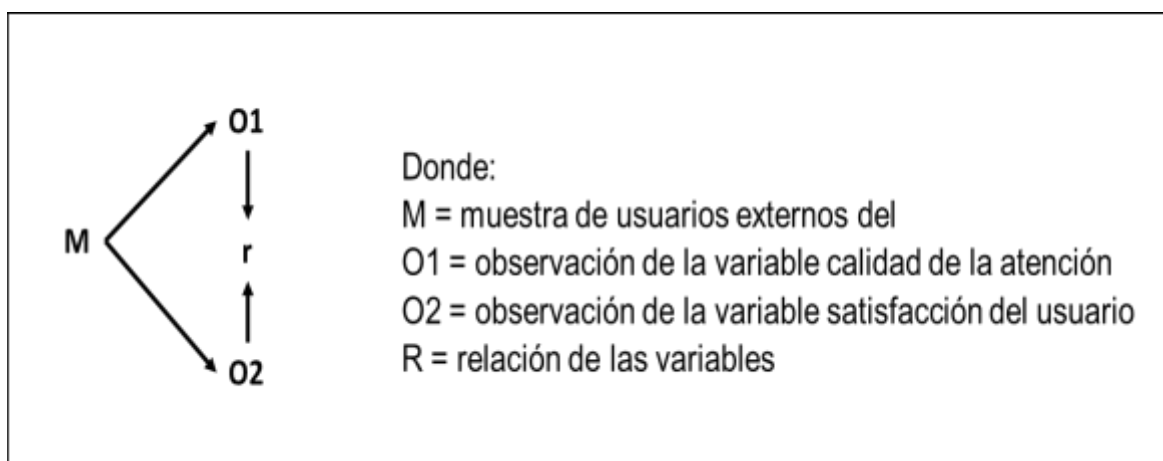 O1
M
r
O2
Donde:
M = muestra de usuarios externos del
O1 = observación de la variable calidad de la atención
O2 = observación de la variable satisfacción del usuario
R = relación de las variables